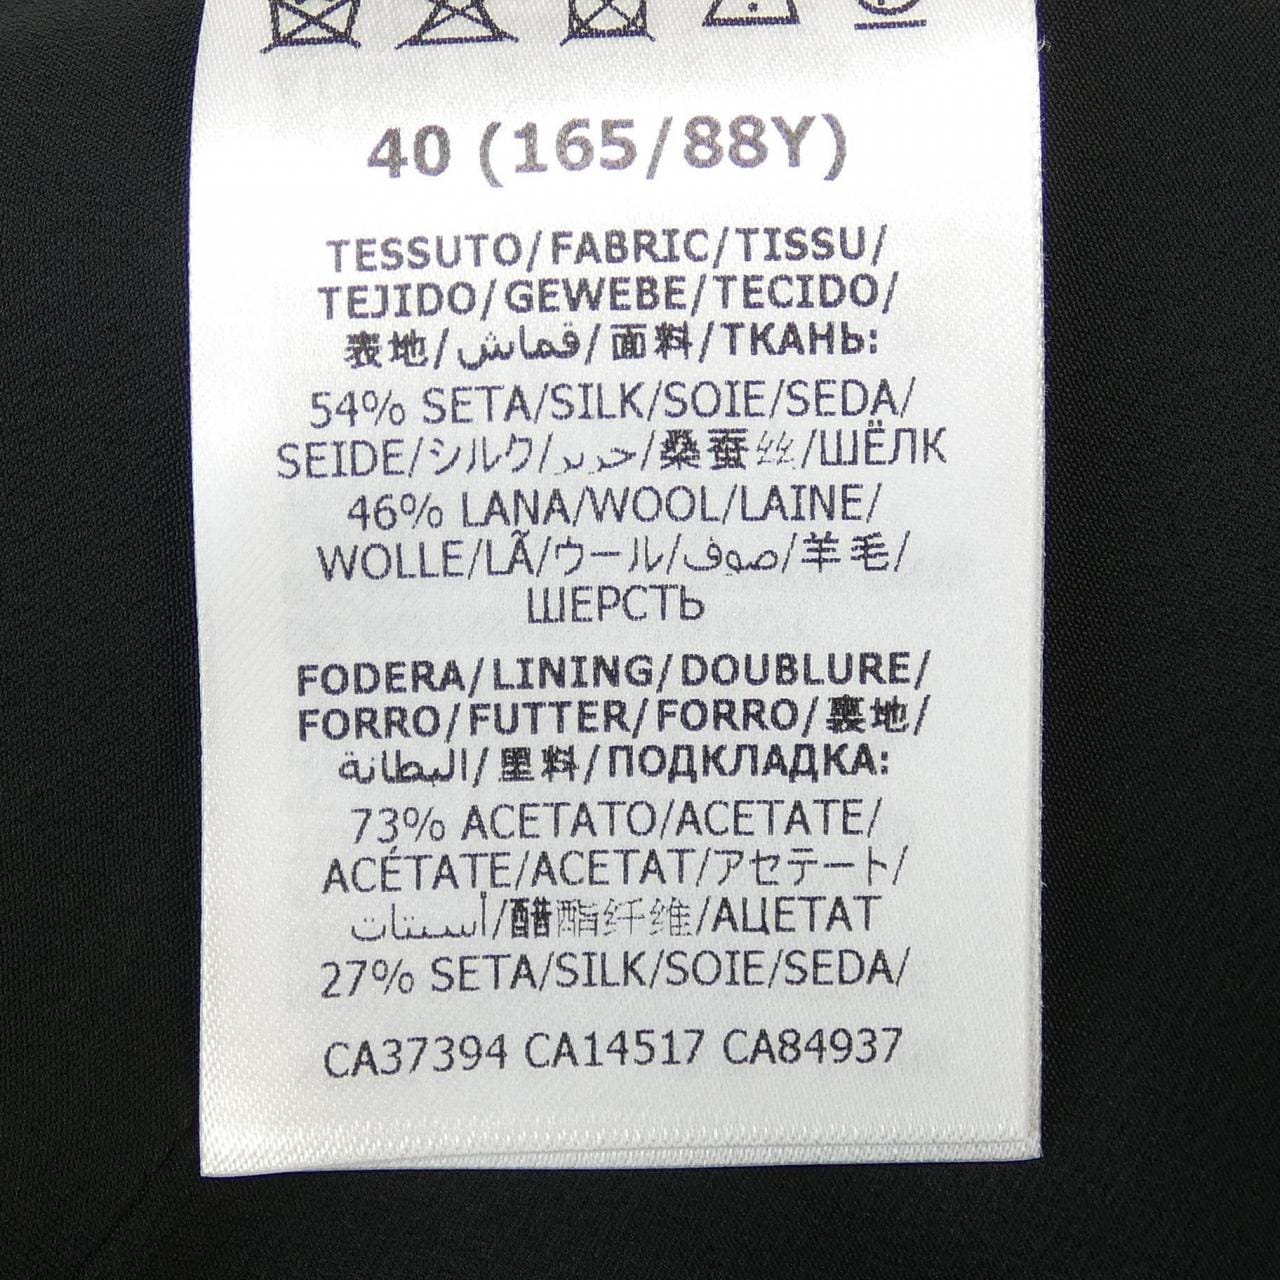 40 (165/88Y)
TESSUTO/FABRIC/TISSU/
TEJIDO/GEWEBE/TECIDO/
表地/قماش/面料/ТКАНЬ:
54% SETA/SILK/SOIE/SEDA/
SEIDE/シルク/حرير/桑蚕丝/ШЁЛК
46% LANA/WOOL/LAINE/
WOLLE/LÃ/ウール/صوف/羊毛/
ШЕРСТЬ
FODERA/LINING/DOUBLURE/
FORRO/FUTTER/FORRO/裏地/
البطانة/里料/ПОДКЛАДКА:
73% ACETATO/ACETATE/
ACÉTATE/ACETAT/アセテート/
أستات/醋酯纤维/АЦЕТАТ
27% SETA/SILK/SOIE/SEDA/
CA37394 CA14517 CA84937